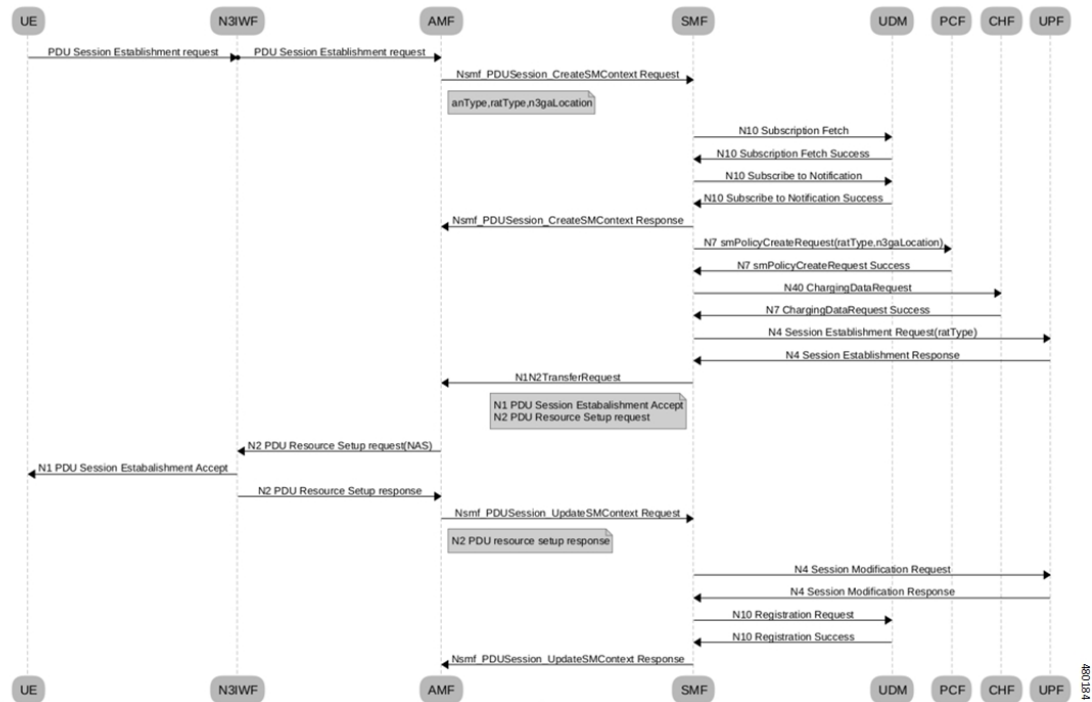 UE N3IWF AMF SMF UDM PCF CHF UPF
PDU Session Establishment request PDU Session Establishment request
Nsmf_PDUSession_CreateSMContext Request
anType,ratType,n3gaLocation
N10 Subscription Fetch
N10 Subscription Fetch Success
N10 Subscribe to Notification
N10 Subscribe to Notification Success
Nsmf_PDUSession_CreateSMContext Response
N7 smPolicyCreateRequest(ratType,n3gaLocation)
N7 smPolicyCreateRequest Success
N40 ChargingDataRequest
N7 ChargingDataRequest Success
N4 Session Establishment Request(ratType)
N4 Session Establishment Response
N1N2TransferRequest
N1 PDU Session Estabalishment Accept
N2 PDU Resource Setup request
N2 PDU Resource Setup request(NAS)
N1 PDU Session Estabalishment Accept
N2 PDU Resource Setup response
Nsmf_PDUSession_UpdateSMContext Request
N2 PDU resource setup response
N4 Session Modification Request
N4 Session Modification Response
N10 Registration Request
N10 Registration Success
Nsmf_PDUSession_UpdateSMContext Response
UE N3IWF AMF SMF UDM PCF CHF UPF
480184